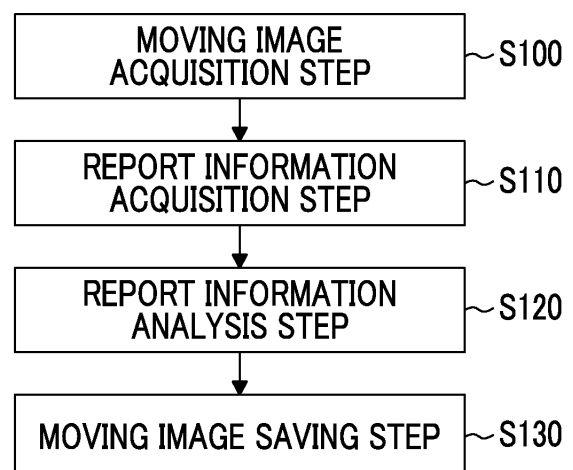 MOVING IMAGE
ACQUISITION STEP
S100
REPORT INFORMATION
ACQUISITION STEP
S110
REPORT INFORMATION
ANALYSIS STEP
S120
MOVING IMAGE SAVING STEP
S130